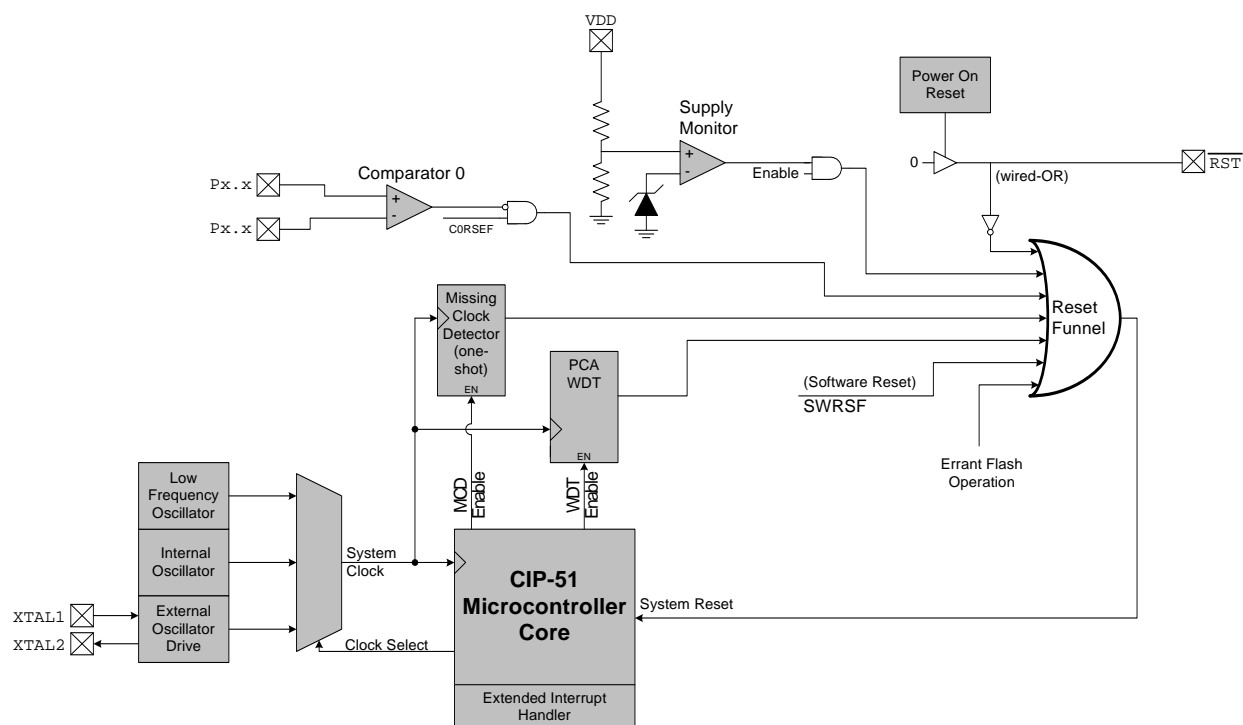 VDD
Power On
Reset
Supply
Monitor
+
-
Enable
0
(wired-OR)
RST
Px.x
Px.x
Comparator 0
+
-
C0RSEF
Missing
Clock
Detector
(one-
shot)
EN
PCA
WDT
EN
Reset
Funnel
(Software Reset)
SWRSF
Errant Flash
Operation
MCD
Enable
WDT
Enable
Low
Frequency
Oscillator
Internal
Oscillator
External
Oscillator
Drive
XTAL1
XTAL2
System
Clock
Clock Select
CIP-51
Microcontroller
Core
System Reset
Extended Interrupt
Handler